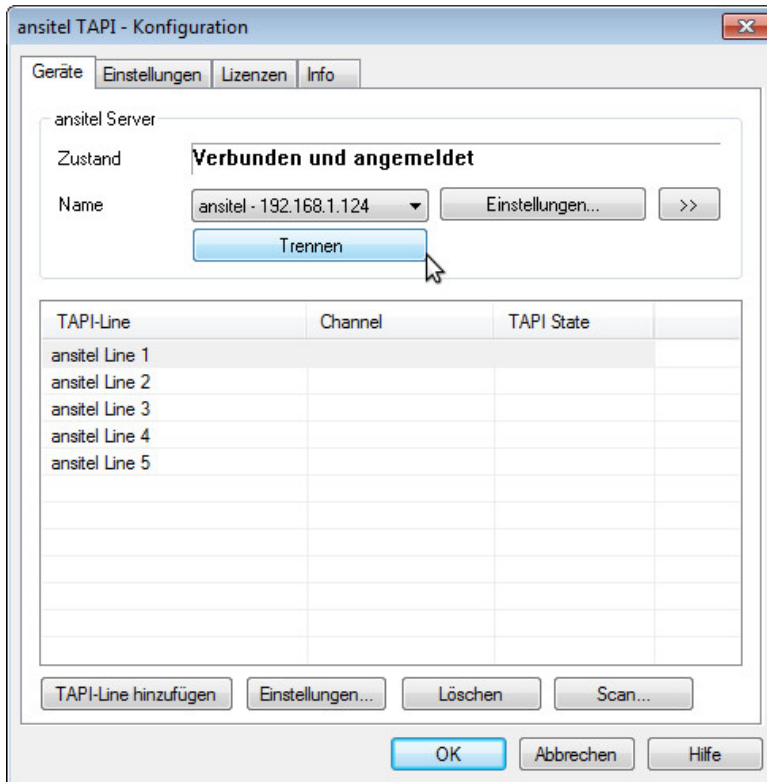 ansitel TAPI - Konfiguration
Geräte Einstellungen Lizenzen Info
ansitel Server
Zustand Verbunden und angemeldet
Name ansitel - 192.168.1.124 Einstellungen... >>
Trennen
TAPI-Line Channel TAPI State
ansitel Line 1
ansitel Line 2
ansitel Line 3
ansitel Line 4
ansitel Line 5
TAPI-Line hinzufügen Einstellungen... Löschen Scan...
OK Abbrechen Hilfe